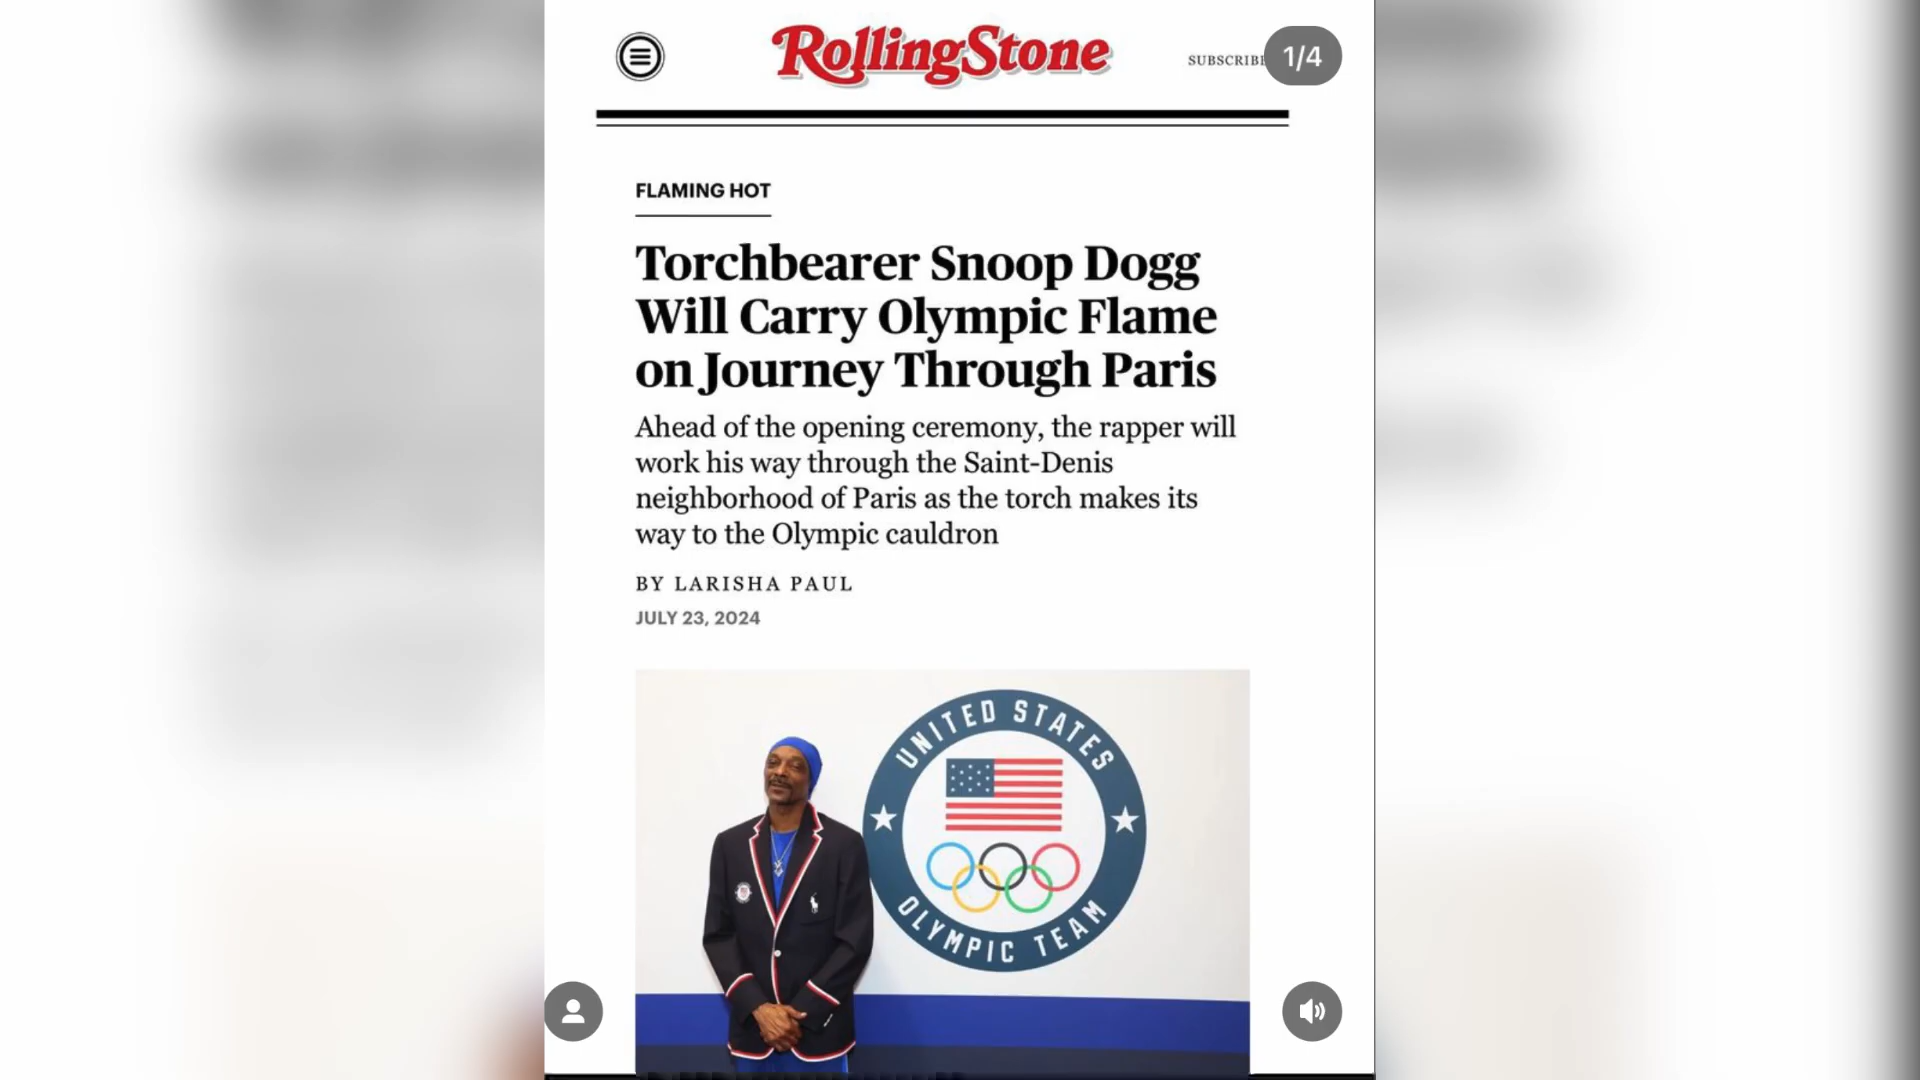 RollingStone
SUBSCRIBE
1/4
FLAMING HOT
Torchbearer Snoop Dogg
Will Carry Olympic Flame
on Journey Through Paris
Ahead of the opening ceremony, the rapper will
work his way through the Saint-Denis
neighborhood of Paris as the torch makes its
way to the Olympic cauldron
BY LARISHA PAUL
JULY 23, 2024
UNITED STATES
OLYMPIC TEAM